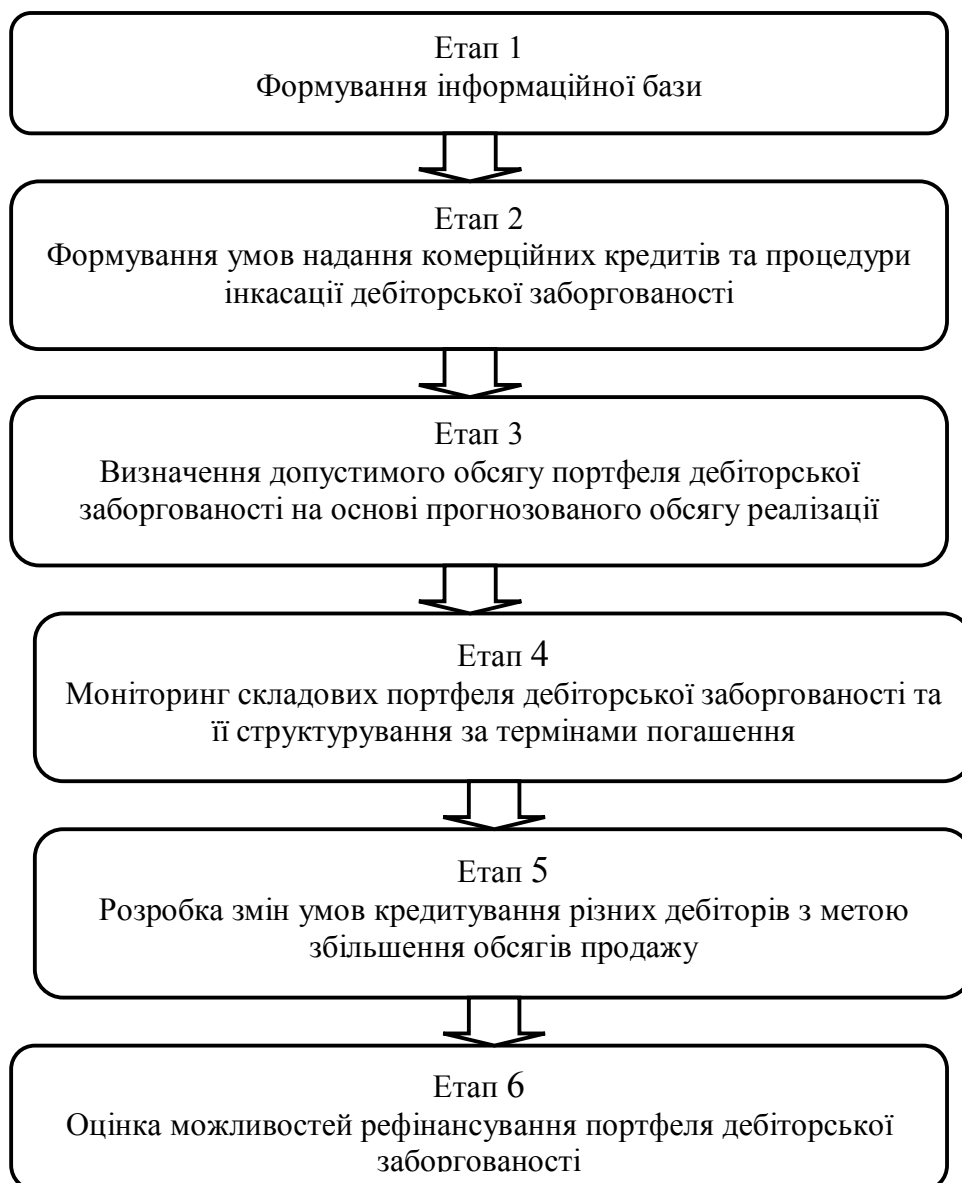 Етап 1
Формування інформаційної бази
Етап 2
Формування умов надання комерційних кредитів та процедури
інкасації дебіторської заборгованості
Етап 3
Визначення допустимого обсягу портфеля дебіторської
заборгованості на основі прогнозованого обсягу реалізації
Етап 4
Моніторинг складових портфеля дебіторської заборгованості та
її структурування за термінами погашення
Етап 5
Розробка змін умов кредитування різних дебіторів з метою
збільшення обсягів продажу
Етап 6
Оцінка можливостей рефінансування портфеля дебіторської
заборгованості